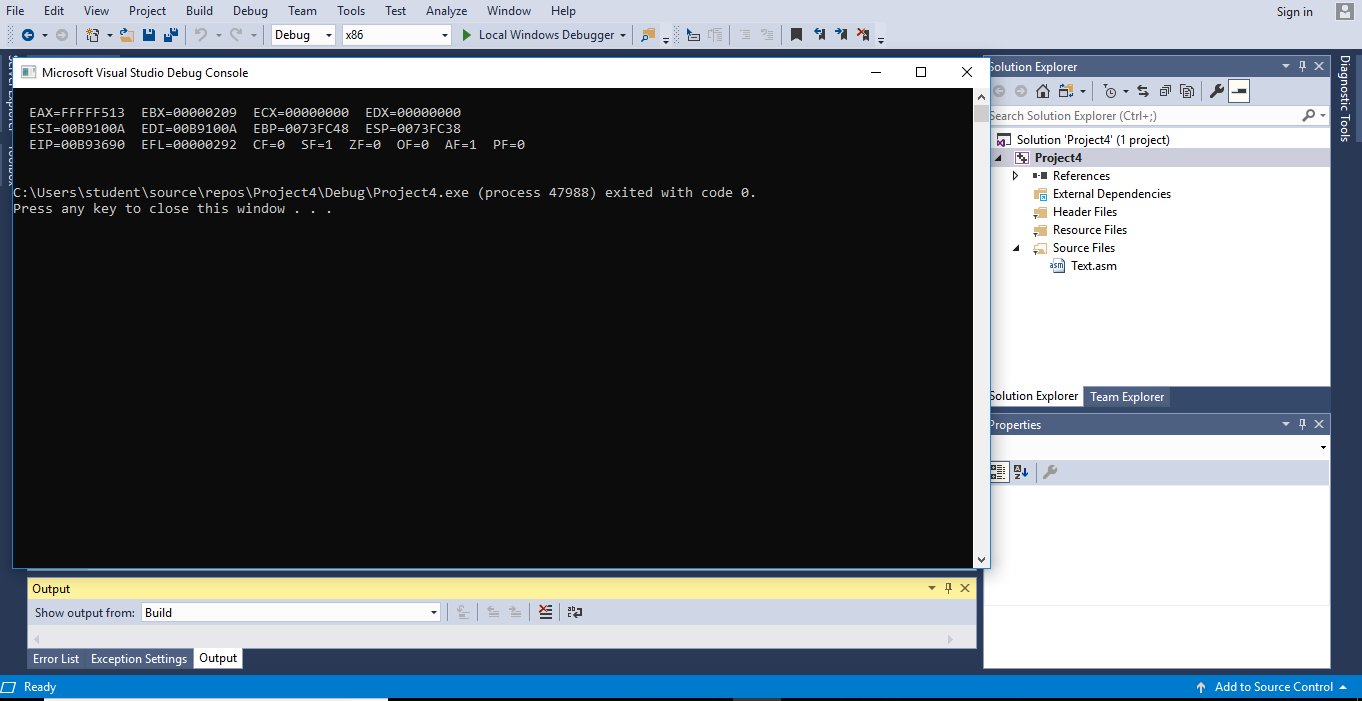 File Edit View Project Build Debug Team Tools Test Analyze Window Help Sign in
Debug x86 Local Windows Debugger
Microsoft Visual Studio Debug Console
EAX=FFFFF513 EBX=00000209 ECX=00000000 EDX=00000000
ESI=00B9100A EDI=00B9100A EBP=0073FC48 ESP=0073FC38
EIP=00B93690 EFL=00000292 CF=0 SF=1 ZF=0 OF=0 AF=1 PF=0
C:\Users\student\source\repos\Project4\Debug\Project4.exe (process 47988) exited with code 0.
Press any key to close this window . . .
Solution Explorer
Search Solution Explorer (Ctrl+;)
Solution 'Project4' (1 project)
Project4
References
External Dependencies
Header Files
Resource Files
Source Files
asm Text.asm
Solution Explorer Team Explorer
Properties
Diagnostic Tools
Output
Show output from: Build
Error List Exception Settings Output
Ready Add to Source Control